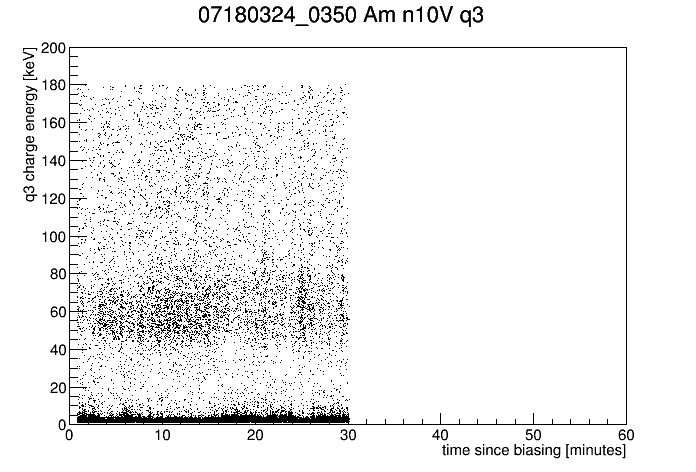 07180324_0350 Am n10V q3
q3 charge energy [keV]
200
180
160
140
120
100
80
60
40
20
0
0 10 20 30 40 50 60
time since biasing [minutes]